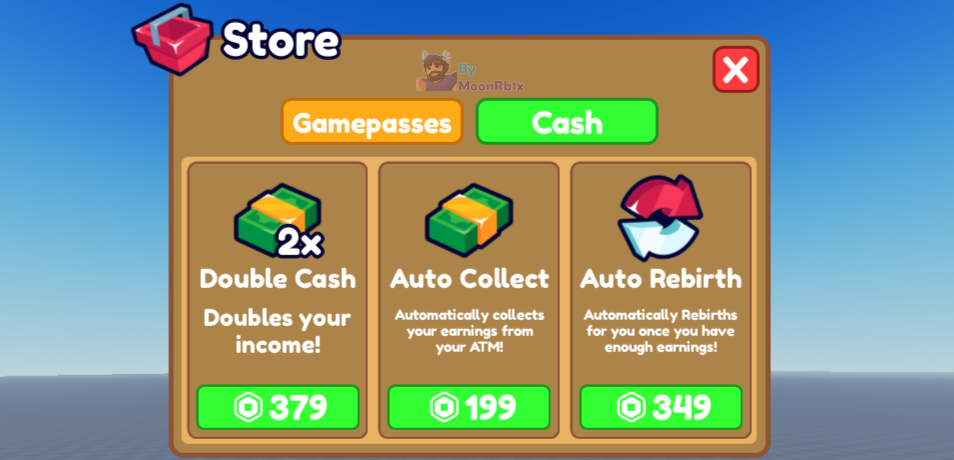 Store
By
MoonRb1x
Gamepasses
Cash
2x
Double Cash
Doubles your
income!
379
Auto Collect
Automatically collects
your earnings from
your ATM!
199
Auto Rebirth
Automatically Rebirths
for you once you have
enough earnings!
349